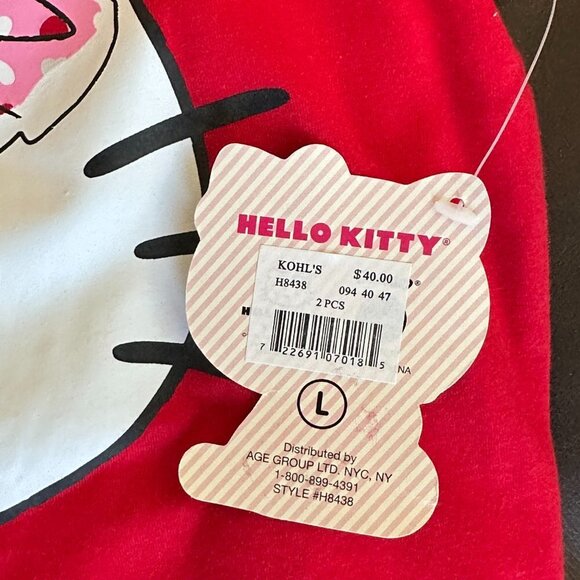 HELLO KITTY®
KOHL'S $40.00
H8438 094 40 47
2 PCS
7 22691 07018 5
NA
L
Distributed by
AGE GROUP LTD. NYC, NY
1-800-899-4391
STYLE #H8438